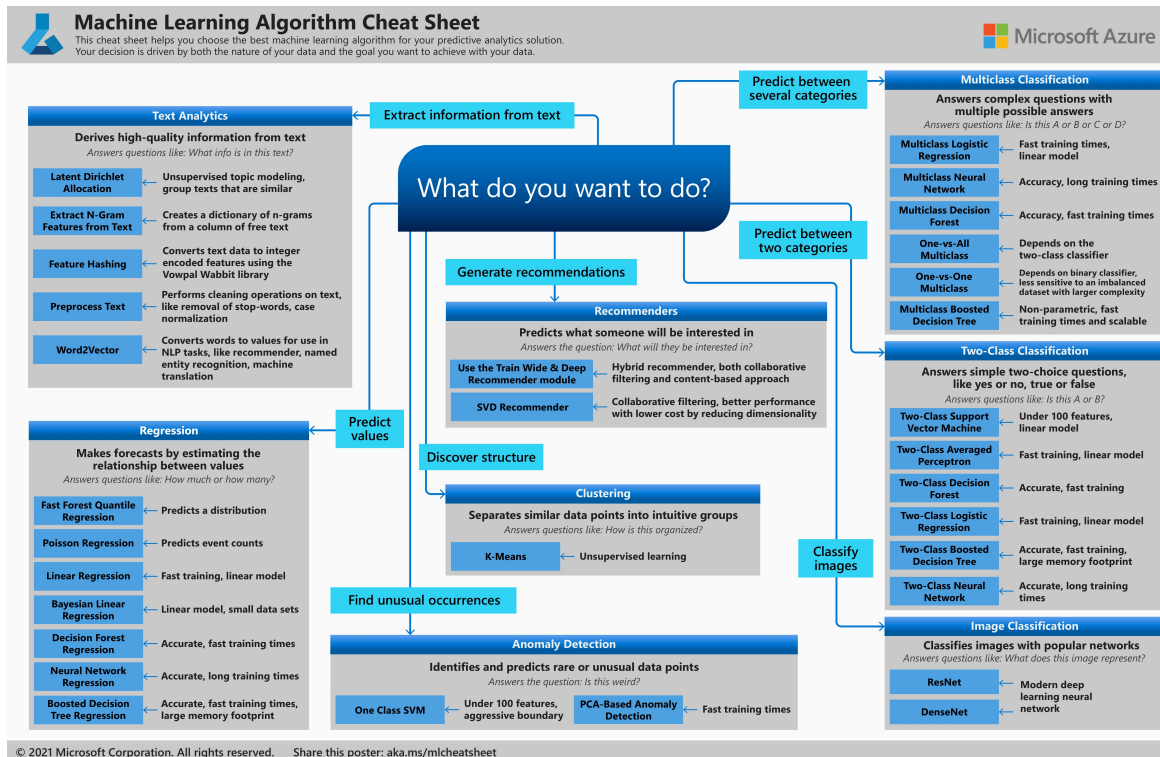 Machine Learning Algorithm Cheat Sheet
This cheat sheet helps you choose the best machine learning algorithm for your predictive analytics solution.
Your decision is driven by both the nature of your data and the goal you want to achieve with your data.
Microsoft Azure
What do you want to do?
Extract information from text
Text Analytics
Derives high-quality information from text
Answers questions like: What info is in this text?
Latent Dirichlet
Allocation
Unsupervised topic modeling,
group texts that are similar
Extract N-Gram
Features from Text
Creates a dictionary of n-grams
from a column of free text
Feature Hashing
Converts text data to integer
encoded features using the
Vowpal Wabbit library
Preprocess Text
Performs cleaning operations on text,
like removal of stop-words, case
normalization
Word2Vector
Converts words to values for use in
NLP tasks, like recommender, named
entity recognition, machine
translation
Predict
values
Regression
Makes forecasts by estimating the
relationship between values
Answers questions like: How much or how many?
Fast Forest Quantile
Regression
Predicts a distribution
Poisson Regression
Predicts event counts
Linear Regression
Fast training, linear model
Bayesian Linear
Regression
Linear model, small data sets
Decision Forest
Regression
Accurate, fast training times
Neural Network
Regression
Accurate, long training times
Boosted Decision
Tree Regression
Accurate, fast training times,
large memory footprint
Generate recommendations
Recommenders
Predicts what someone will be interested in
Answers the question: What will they be interested in?
Use the Train Wide & Deep
Recommender module
Hybrid recommender, both collaborative
filtering and content-based approach
SVD Recommender
Collaborative filtering, better performance
with lower cost by reducing dimensionality
Discover structure
Clustering
Separates similar data points into intuitive groups
Answers questions like: How is this organized?
K-Means
Unsupervised learning
Find unusual occurrences
Anomaly Detection
Identifies and predicts rare or unusual data points
Answers the question: Is this weird?
One Class SVM
Under 100 features,
aggressive boundary
PCA-Based Anomaly
Detection
Fast training times
Predict between
several categories
Multiclass Classification
Answers complex questions with
multiple possible answers
Answers questions like: Is this A or B or C or D?
Multiclass Logistic
Regression
Fast training times,
linear model
Multiclass Neural
Network
Accuracy, long training times
Multiclass Decision
Forest
Accuracy, fast training times
One-vs-All
Multiclass
Depends on the
two-class classifier
One-vs-One
Multiclass
Depends on binary classifier,
less sensitive to an imbalanced
dataset with larger complexity
Multiclass Boosted
Decision Tree
Non-parametric, fast
training times and scalable
Predict between
two categories
Two-Class Classification
Answers simple two-choice questions,
like yes or no, true or false
Answers questions like: Is this A or B?
Two-Class Support
Vector Machine
Under 100 features,
linear model
Two-Class Averaged
Perceptron
Fast training, linear model
Two-Class Decision
Forest
Accurate, fast training
Two-Class Logistic
Regression
Fast training, linear model
Two-Class Boosted
Decision Tree
Accurate, fast training,
large memory footprint
Two-Class Neural
Network
Accurate, long training
times
Classify
images
Image Classification
Classifies images with popular networks
Answers questions like: What does this image represent?
ResNet
DenseNet
Modern deep
learning neural
network
© 2021 Microsoft Corporation. All rights reserved. Share this poster: aka.ms/mlcheatsheet